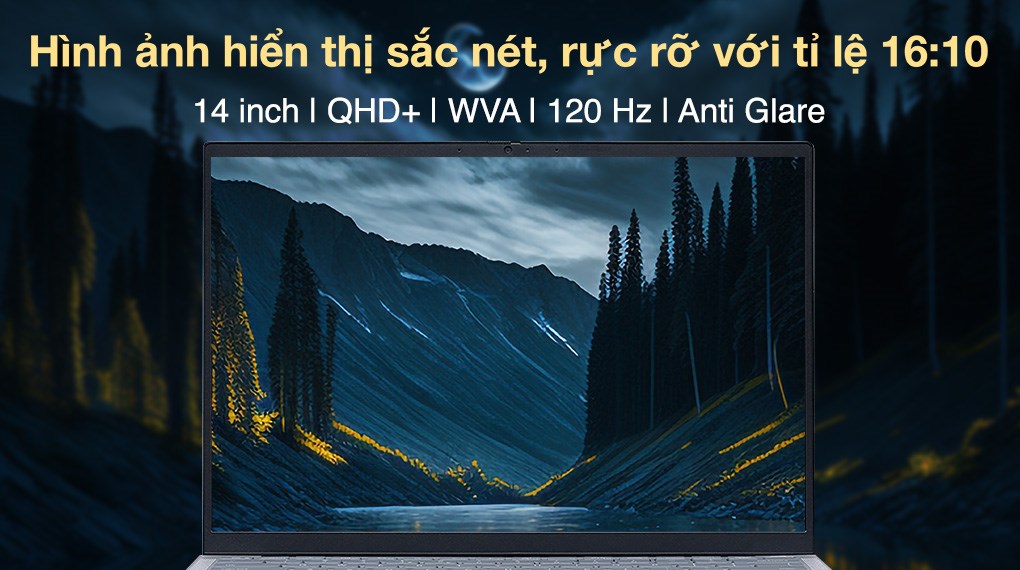 Hình ảnh hiển thị sắc nét, rực rỡ với tỉ lệ 16:10
14 inch | QHD+ | WVA | 120 Hz | Anti Glare